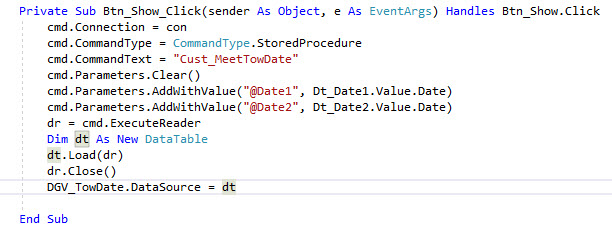 Private Sub Btn_Show_Click(sender As Object, e As EventArgs) Handles Btn_Show.Click
cmd.Connection = con
cmd.CommandType = CommandType.StoredProcedure
cmd.CommandText = "Cust_MeetTowDate"
cmd.Parameters.Clear()
cmd.Parameters.AddWithValue("@Date1", Dt_Date1.Value.Date)
cmd.Parameters.AddWithValue("@Date2", Dt_Date2.Value.Date)
dr = cmd.ExecuteReader
Dim dt As New DataTable
dt.Load(dr)
dr.Close()
DGV_TowDate.DataSource = dt
End Sub